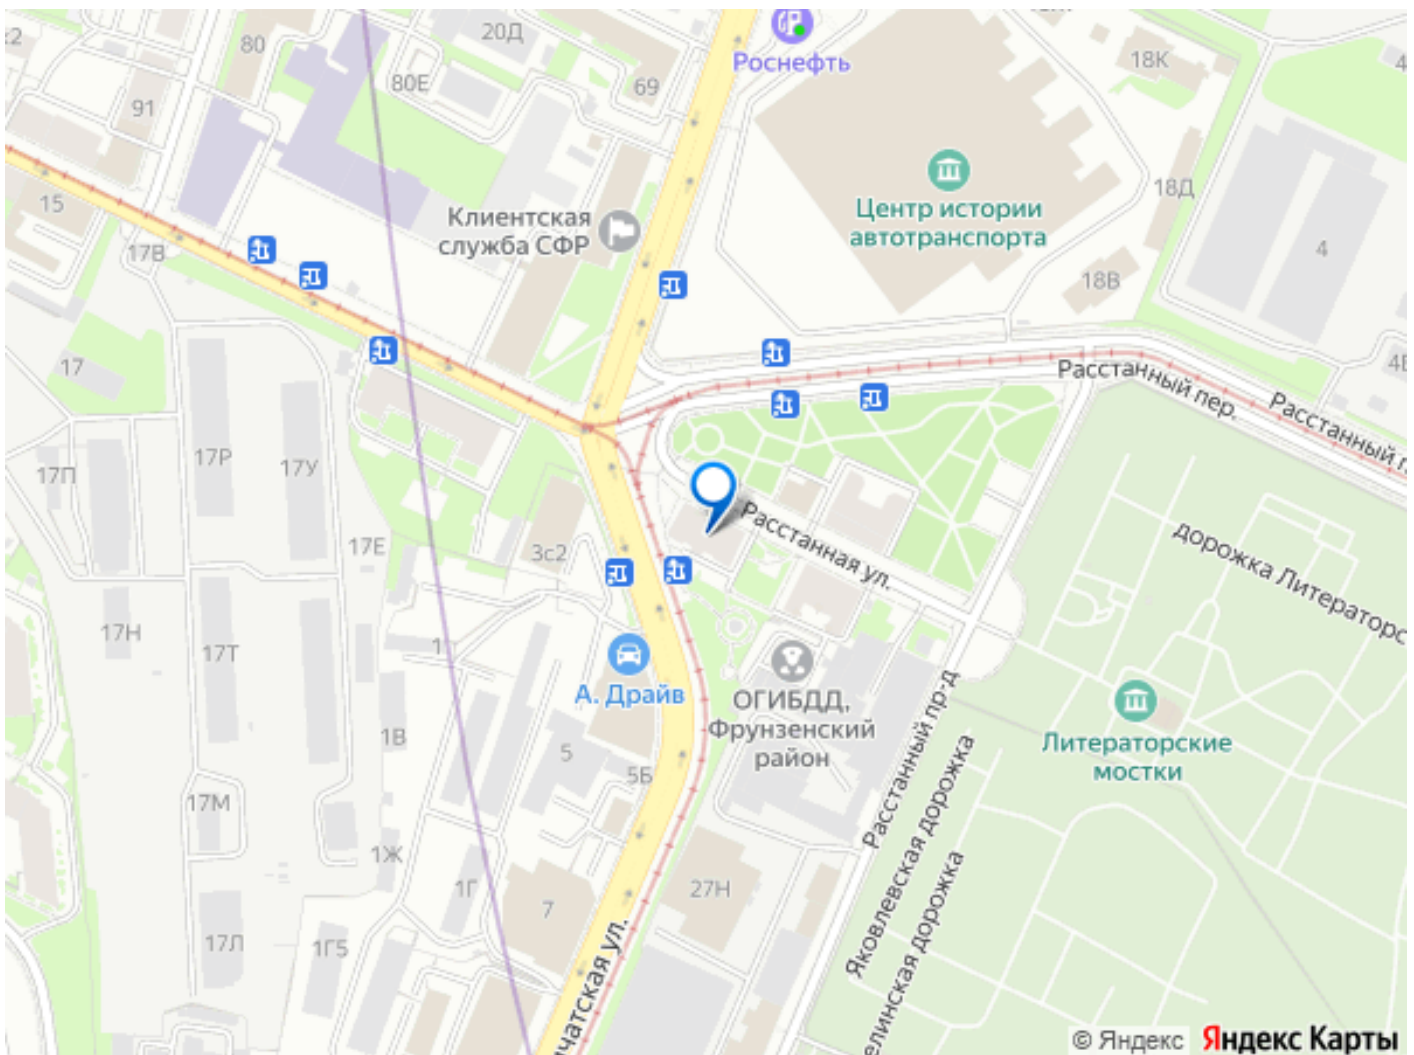 20Д
80
80Е
69
91
Роснефть
18К
4
15
17В
Клиентская
служба СФР
Центр истории
автотранспорта
18Д
4
18В
17
Расстанный пер.
Расстанный п
17П
17Р
17У
3с2
17Е
Расстанная ул.
дорожка Литераторс
17Н
17Т
А. Драйв
ОГИБДД,
Фрунзенский
район
Расстанный пр-д
Литераторские
мостки
1В
5
5Б
17М
1Ж
1Г
7
27Н
Яковлевская дорожка
елинская дорожка
17Л
1Г5
чатская ул.
© Яндекс Яндекс Карты